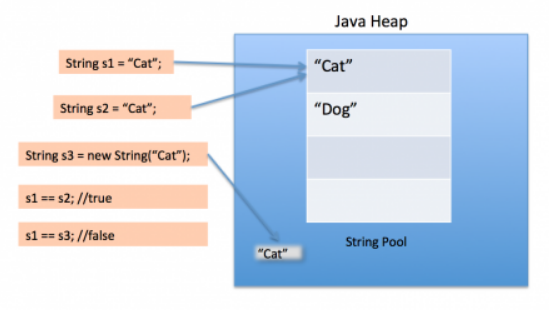 Java Heap
String s1 = “Cat”;
“Cat”
String s2 = “Cat”;
“Dog”
String s3 = new String(“Cat”);
s1 == s2; //true
s1 == s3; //false
String Pool
“Cat”